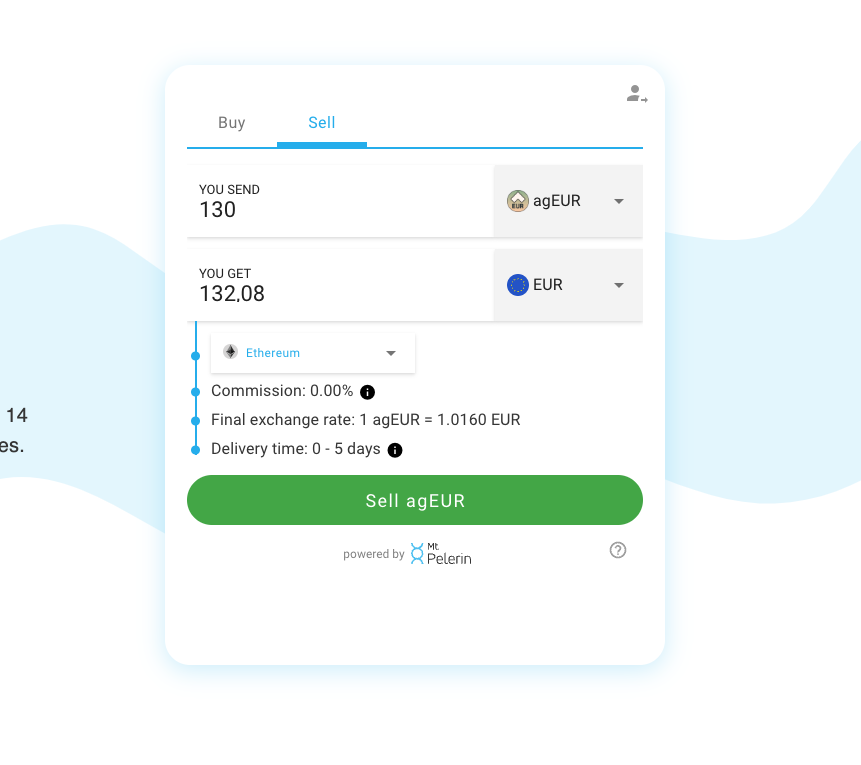 Buy Sell
YOU SEND
130
agEUR
YOU GET
132,08
EUR
Ethereum
Commission: 0.00%
Final exchange rate: 1 agEUR = 1.0160 EUR
14
es.
Delivery time: 0 - 5 days
Sell agEUR
powered by Mt Pelerin